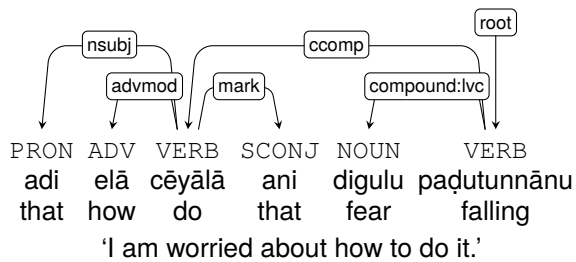 root
nsubj ccomp
advmod mark compound:lvc
PRON ADV VERB SCONJ NOUN VERB
adi elā cēyālā ani digulu paḍutunnānu
that how do that fear falling
‘I am worried about how to do it.’